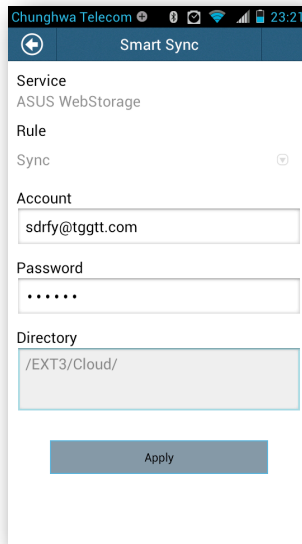 Chunghwa Telecom 23:21
Smart Sync
Service
ASUS WebStorage
Rule
Sync
Account
sdrfy@tggtt.com
Password
••••••
Directory
/EXT3/Cloud/
Apply